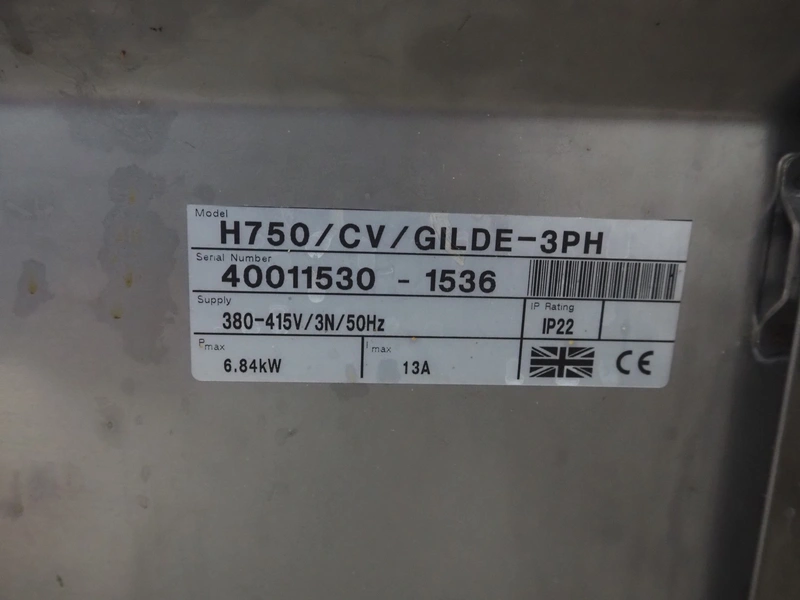 Model
H750/CV/GILDE-3PH
Serial Number
40011530 - 1536
Supply
380-415V/3N/50Hz
IP Rating
IP22
Pmax
6.84kW
Imax
13A
CE